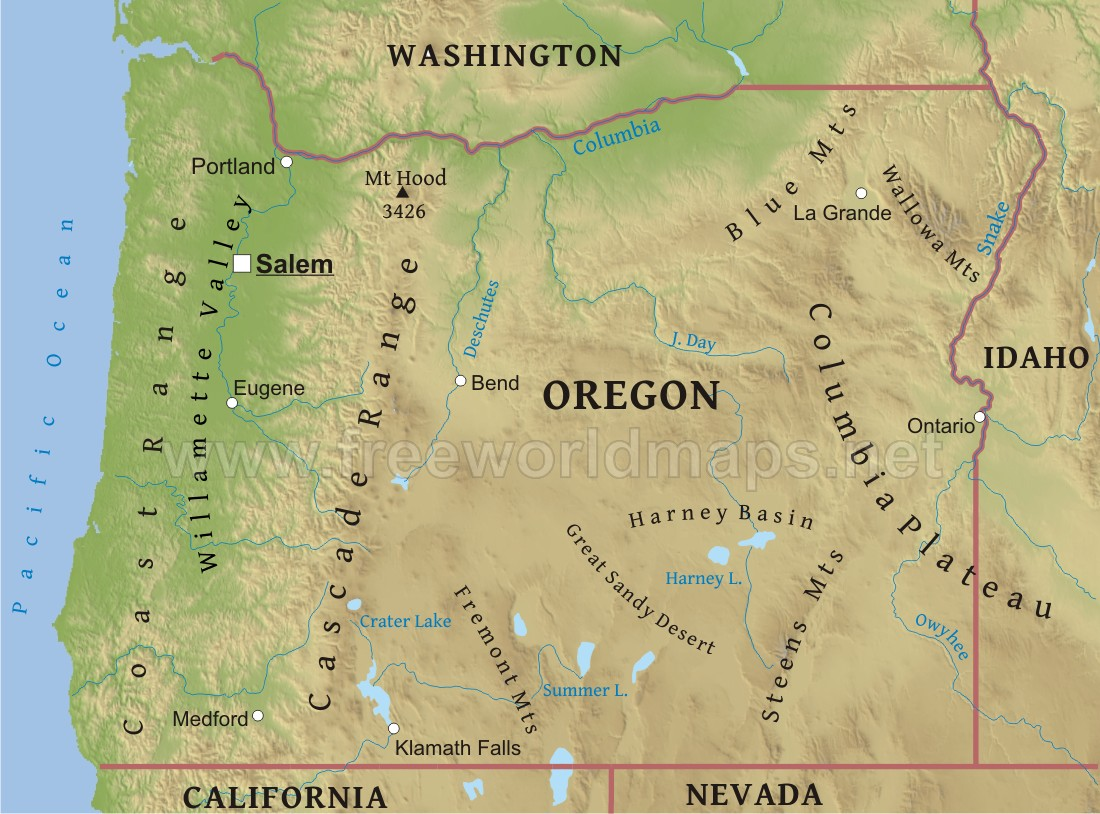 WASHINGTON
Columbia
Portland
Mt Hood
3426
Blue Mts
La Grande
Wallowa Mts
Snake
Pacific Ocean
Coast Range
Willamette Valley
Salem
Cascade Range
Deschutes
J. Day
Columbia Plateau
IDAHO
Eugene
Bend
OREGON
Ontario
www.freeworldmaps.net
Harney Basin
Great Sandy Desert
Harney L.
Steens Mts
Owyhee
Crater Lake
Fremont Mts
Summer L.
Medford
Klamath Falls
CALIFORNIA
NEVADA